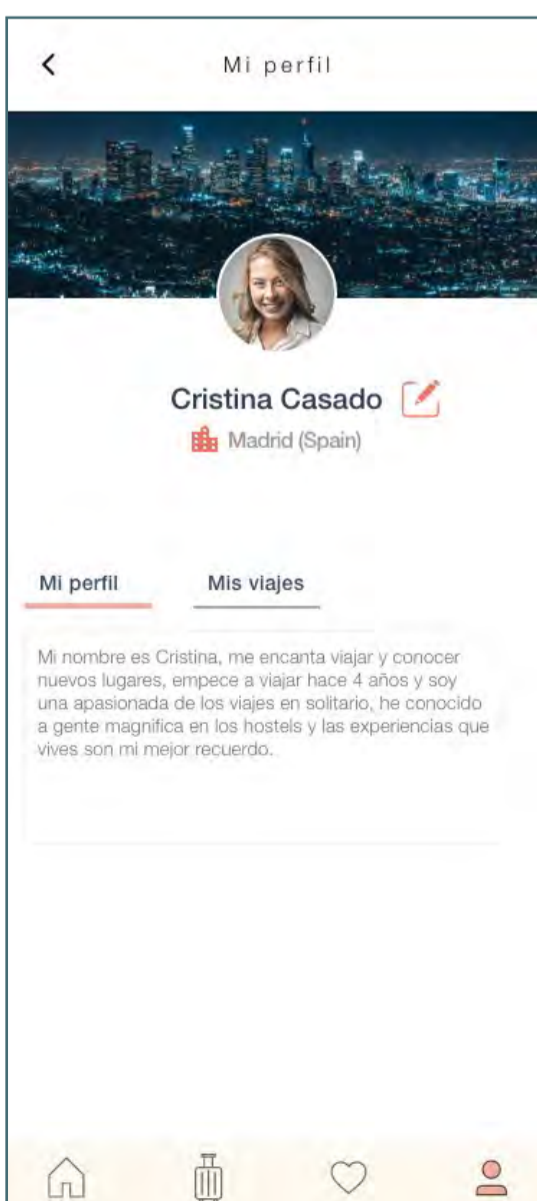 Mi perfil
Cristina Casado
Madrid (Spain)
Mi perfil
Mis viajes
Mi nombre es Cristina, me encanta viajar y conocer
nuevos lugares, empece a viajar hace 4 años y soy
una apasionada de los viajes en solitario, he conocido
a gente magnifica en los hostels y las experiencias que
vives son mi mejor recuerdo.